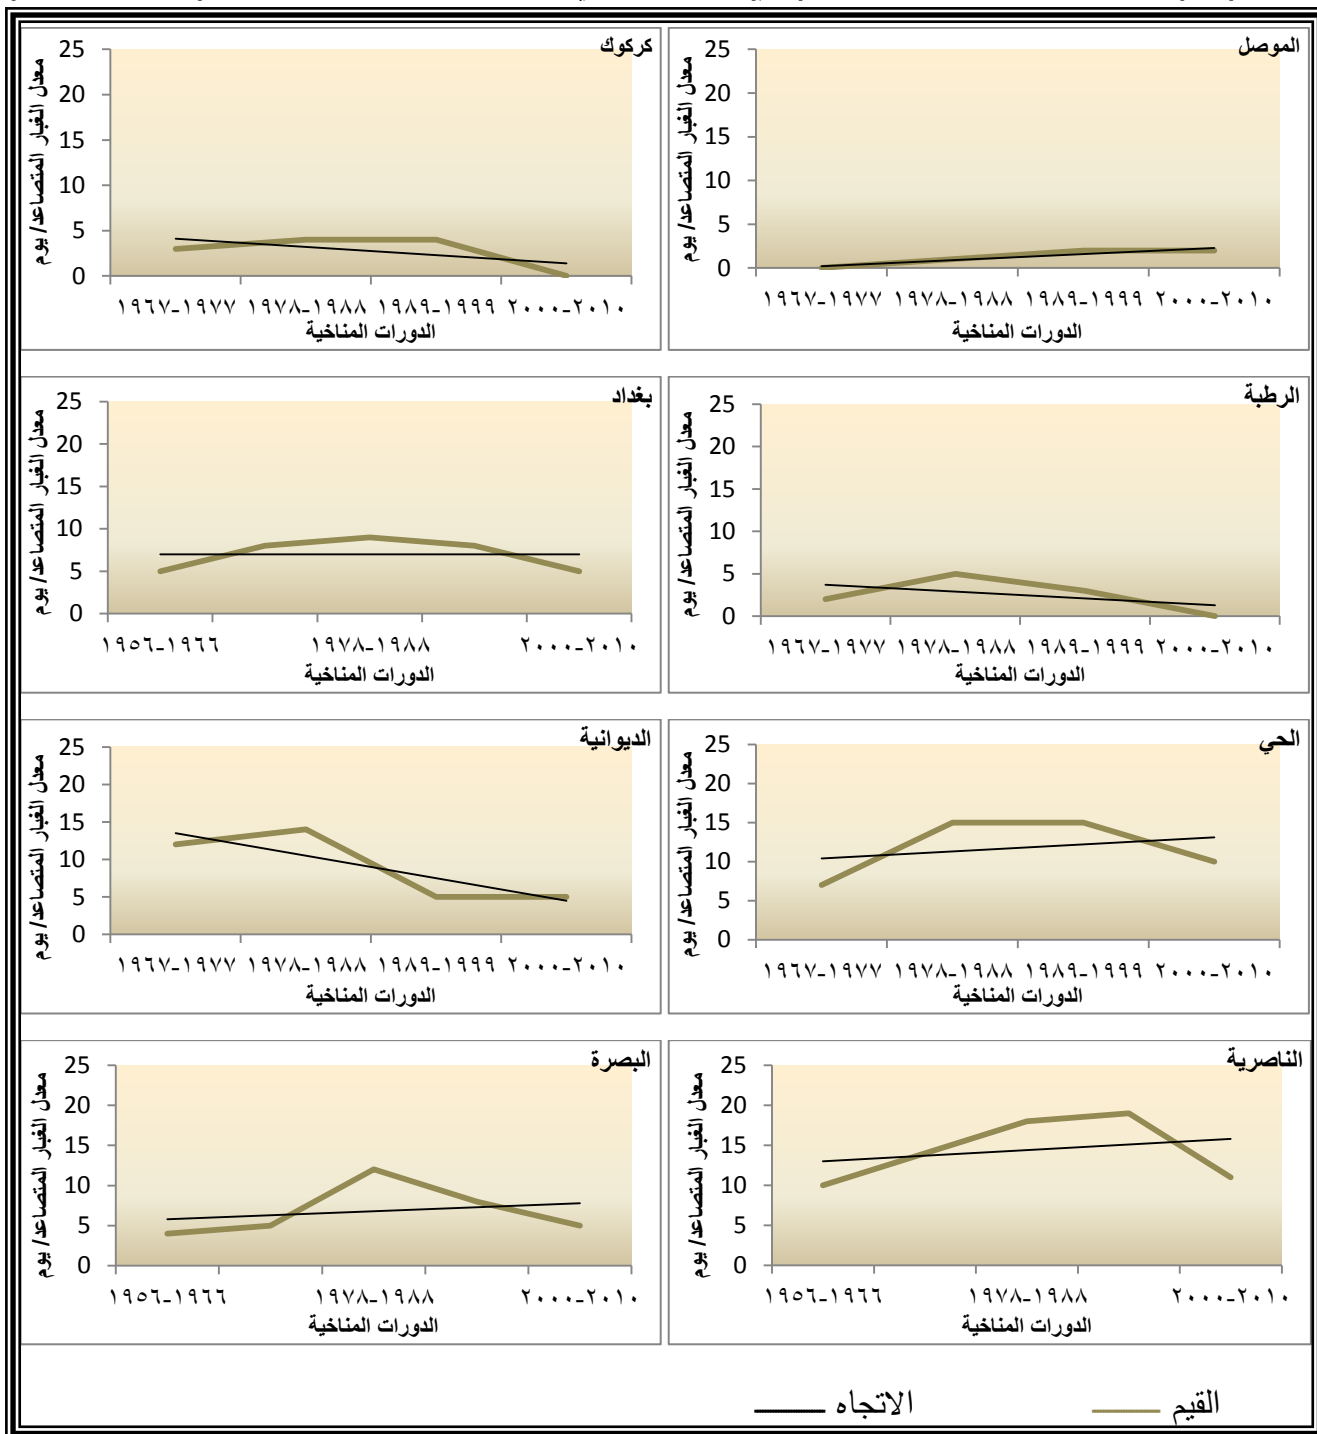 الموصل
معدل الغبار المتصاعد/ يوم
25
20
15
10
5
0
١٩٦٧-١٩٧٧ ١٩٧٨-١٩٨٨ ١٩٨٩-١٩٩٩ ٢٠٠٠-٢٠١٠
الدورات المناخية
كركوك
معدل الغبار المتصاعد/ يوم
25
20
15
10
5
0
١٩٦٧-١٩٧٧ ١٩٧٨-١٩٨٨ ١٩٨٩-١٩٩٩ ٢٠٠٠-٢٠١٠
الدورات المناخية
الرطبة
معدل الغبار المتصاعد/ يوم
25
20
15
10
5
0
١٩٦٧-١٩٧٧ ١٩٧٨-١٩٨٨ ١٩٨٩-١٩٩٩ ٢٠٠٠-٢٠١٠
الدورات المناخية
بغداد
معدل الغبار المتصاعد/ يوم
25
20
15
10
5
0
١٩٥٦-١٩٦٦ ١٩٧٨-١٩٨٨ ٢٠٠٠-٢٠١٠
الدورات المناخية
الحي
معدل الغبار المتصاعد/ يوم
25
20
15
10
5
0
١٩٦٧-١٩٧٧ ١٩٧٨-١٩٨٨ ١٩٨٩-١٩٩٩ ٢٠٠٠-٢٠١٠
الدورات المناخية
الديوانية
معدل الغبار المتصاعد/ يوم
25
20
15
10
5
0
١٩٦٧-١٩٧٧ ١٩٧٨-١٩٨٨ ١٩٨٩-١٩٩٩ ٢٠٠٠-٢٠١٠
الدورات المناخية
الناصرية
معدل الغبار المتصاعد/ يوم
25
20
15
10
5
0
١٩٥٦-١٩٦٦ ١٩٧٨-١٩٨٨ ٢٠٠٠-٢٠١٠
الدورات المناخية
البصرة
معدل الغبار المتصاعد/ يوم
25
20
15
10
5
0
١٩٥٦-١٩٦٦ ١٩٧٨-١٩٨٨ ٢٠٠٠-٢٠١٠
الدورات المناخية
القيم الاتجاه